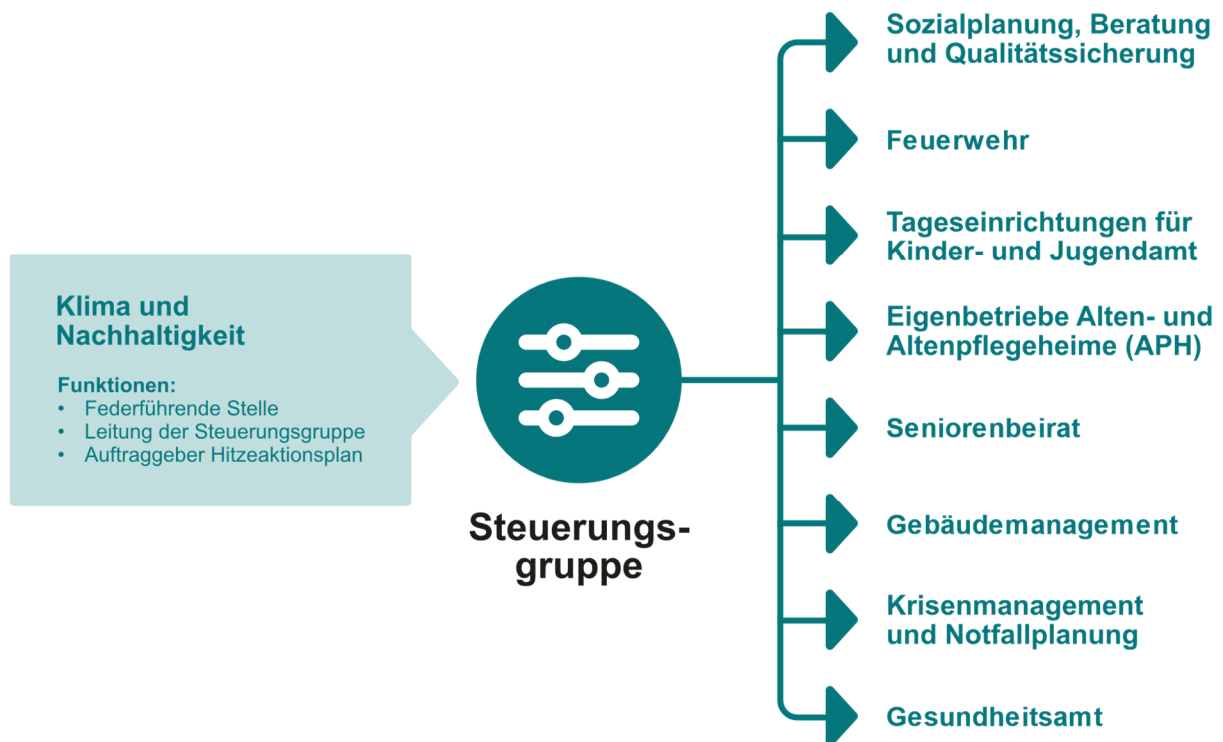 Klima und
Nachhaltigkeit
Funktionen:
• Federführende Stelle
• Leitung der Steuerungsgruppe
• Auftraggeber Hitzeaktionsplan
Steuerungs-
gruppe
Sozialplanung, Beratung
und Qualitätssicherung
Feuerwehr
Tageseinrichtungen für
Kinder- und Jugendamt
Eigenbetriebe Alten- und
Altenpflegeheime (APH)
Seniorenbeirat
Gebäudemanagement
Krisenmanagement
und Notfallplanung
Gesundheitsamt